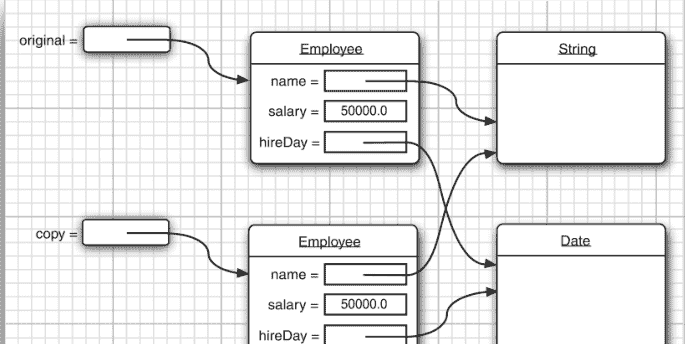 original =
Employee
name =
salary = 50000.0
hireDay =
String
copy =
Employee
name =
salary = 50000.0
hireDay =
Date